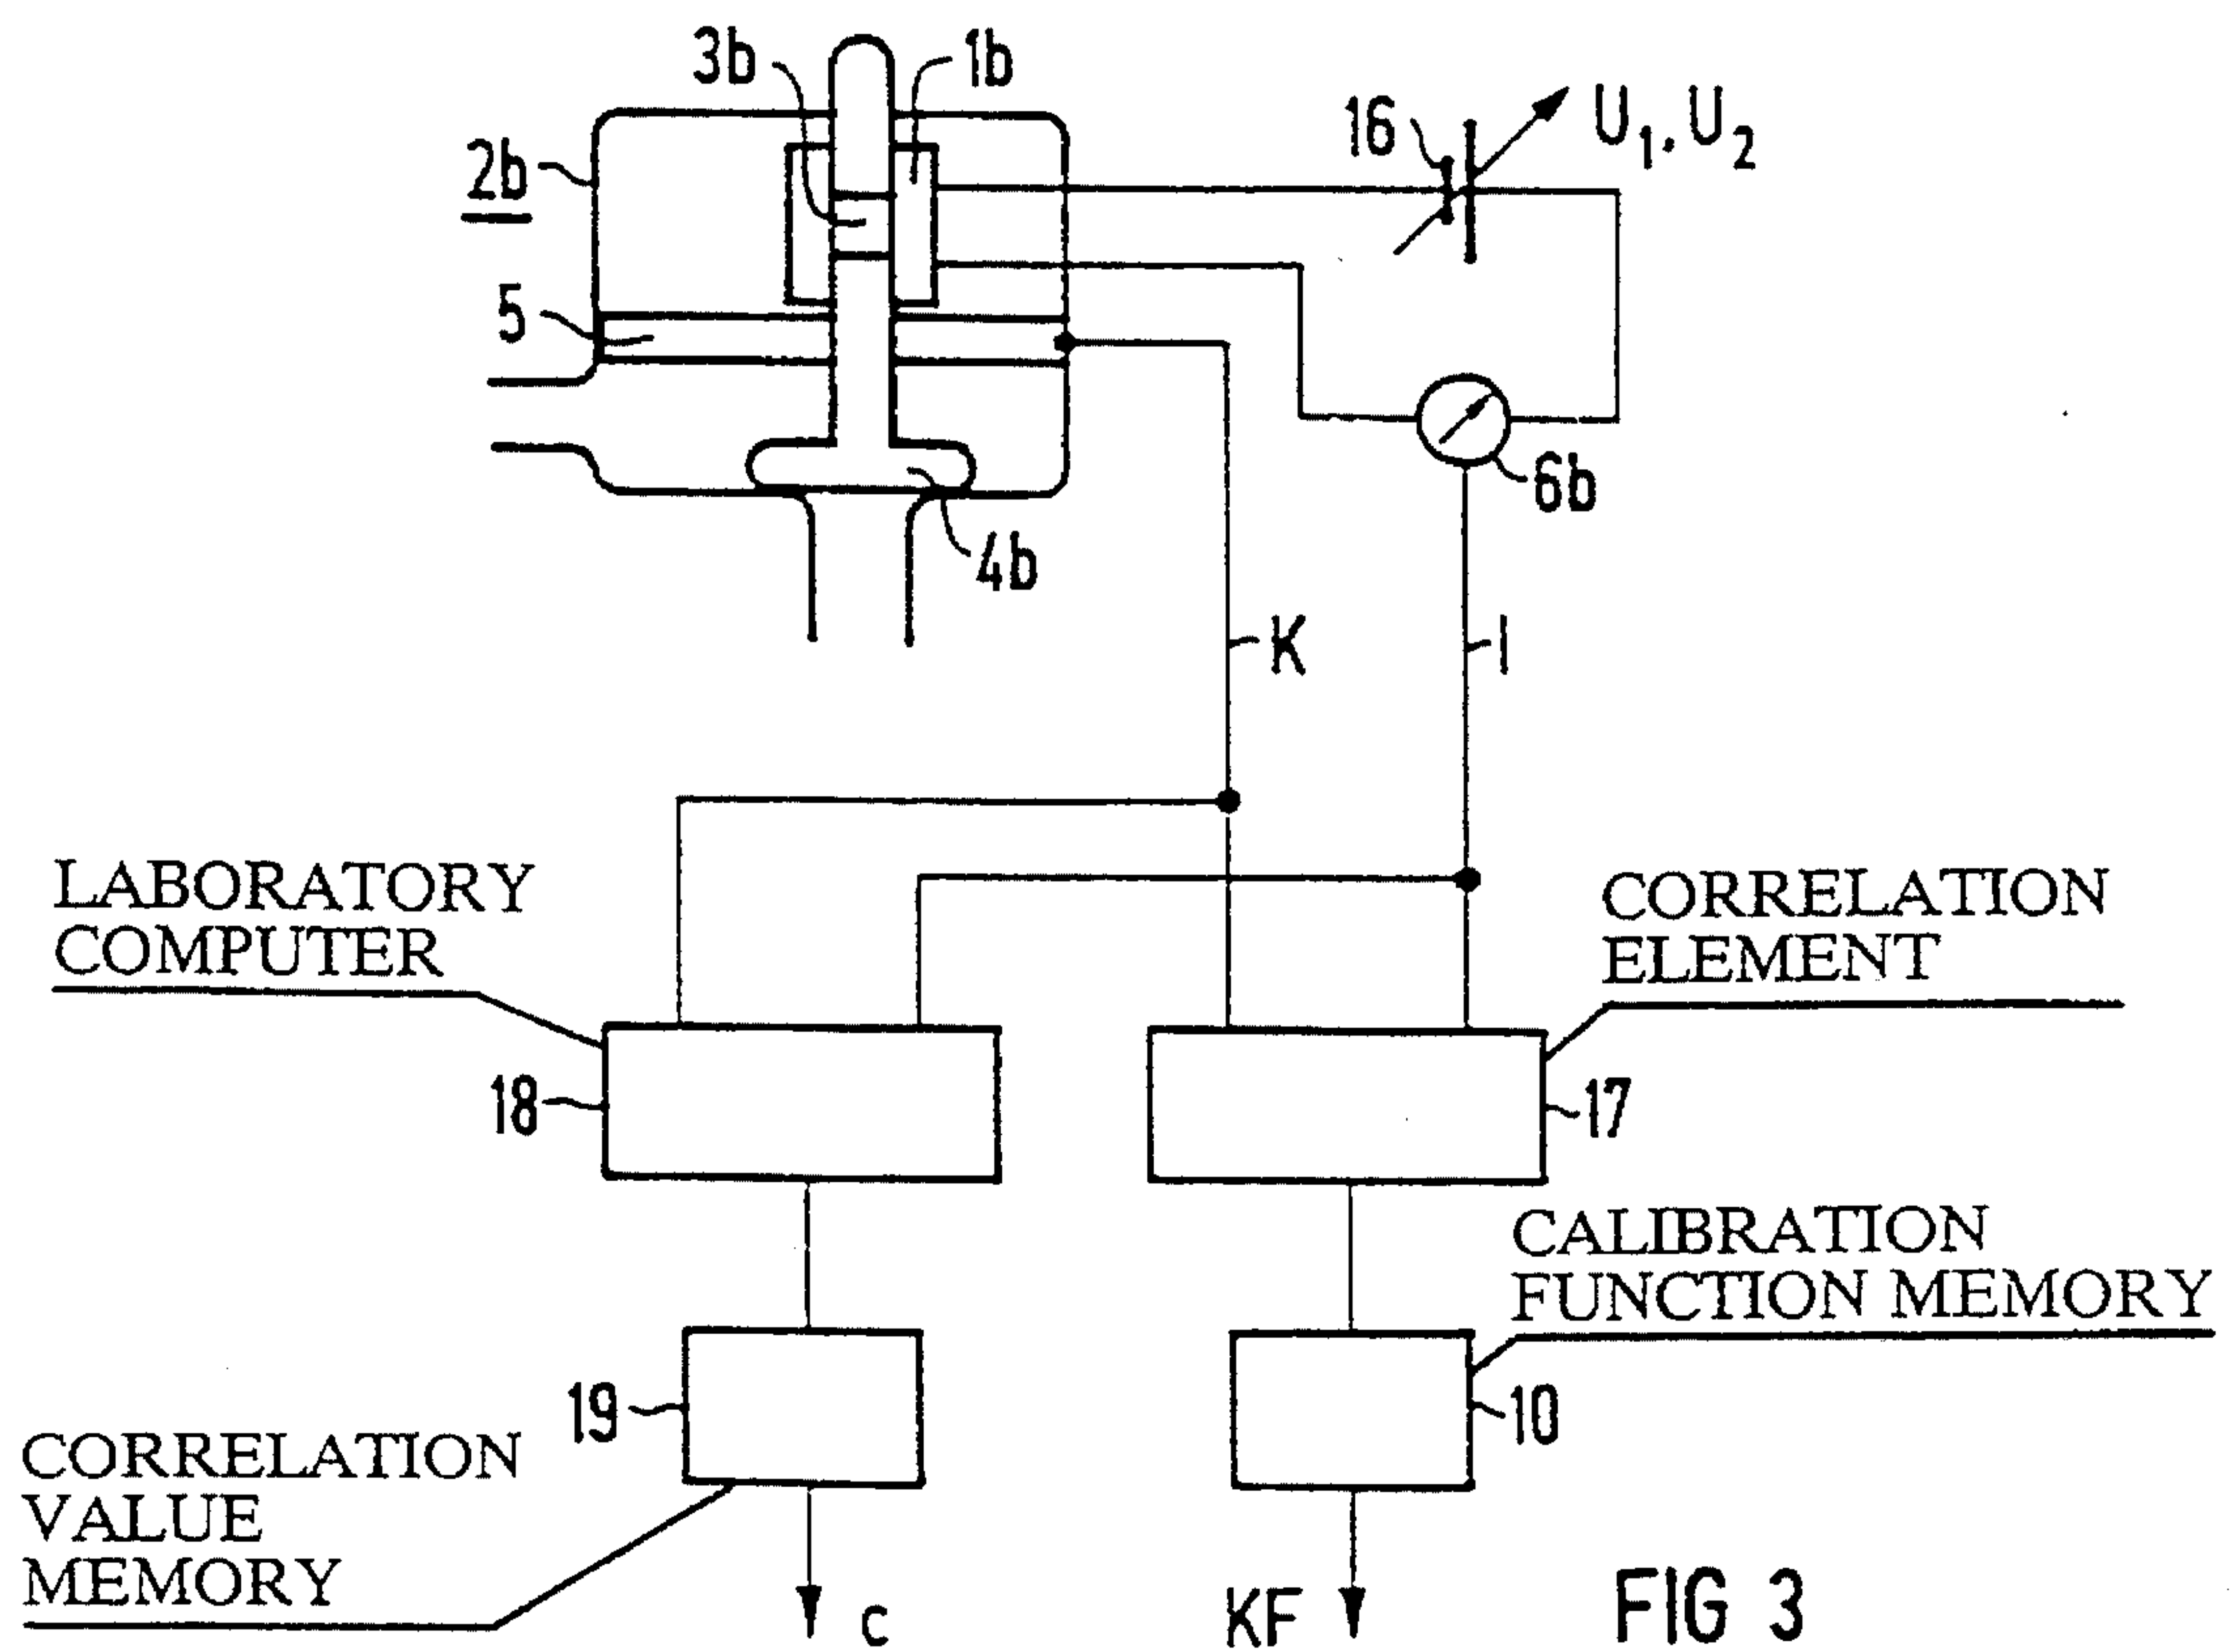 3b
1b
16
U1, U2
2b
5
6b
4b
K
I
LABORATORY
COMPUTER
CORRELATION
ELEMENT
18
17
CALIBRATION
FUNCTION MEMORY
19
10
CORRELATION
VALUE
MEMORY
c
KF
FIG 3